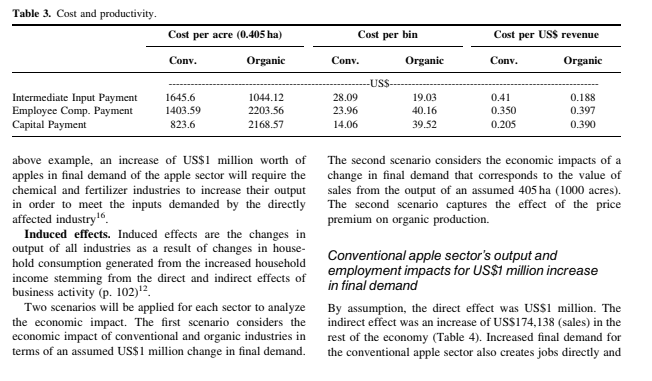 Table 3. Cost and productivity.
Cost per acre (0.405 ha) Cost per bin Cost per US$ revenue
Conv. Organic Conv. Organic Conv. Organic
US$
Intermediate Input Payment 1645.6 1044.12 28.09 19.03 0.41 0.188
Employee Comp. Payment 1403.59 2203.56 23.96 40.16 0.350 0.397
Capital Payment 823.6 2168.57 14.06 39.52 0.205 0.390
above example, an increase of US$1 million worth of
apples in final demand of the apple sector will require the
chemical and fertilizer industries to increase their output
in order to meet the inputs demanded by the directly
affected industry16.
Induced effects. Induced effects are the changes in
output of all industries as a result of changes in house-
hold consumption generated from the increased household
income stemming from the direct and indirect effects of
business activity (p. 102)12.
Two scenarios will be applied for each sector to analyze
the economic impact. The first scenario considers the
economic impact of conventional and organic industries in
terms of an assumed US$1 million change in final demand.
The second scenario considers the economic impacts of a
change in final demand that corresponds to the value of
sales from the output of an assumed 405 ha (1000 acres).
The second scenario captures the effect of the price
premium on organic production.
Conventional apple sector's output and
employment impacts for US$1 million increase
in final demand
By assumption, the direct effect was US$1 million. The
indirect effect was an increase of US$174,138 (sales) in the
rest of the economy (Table 4). Increased final demand for
the conventional apple sector also creates jobs directly and